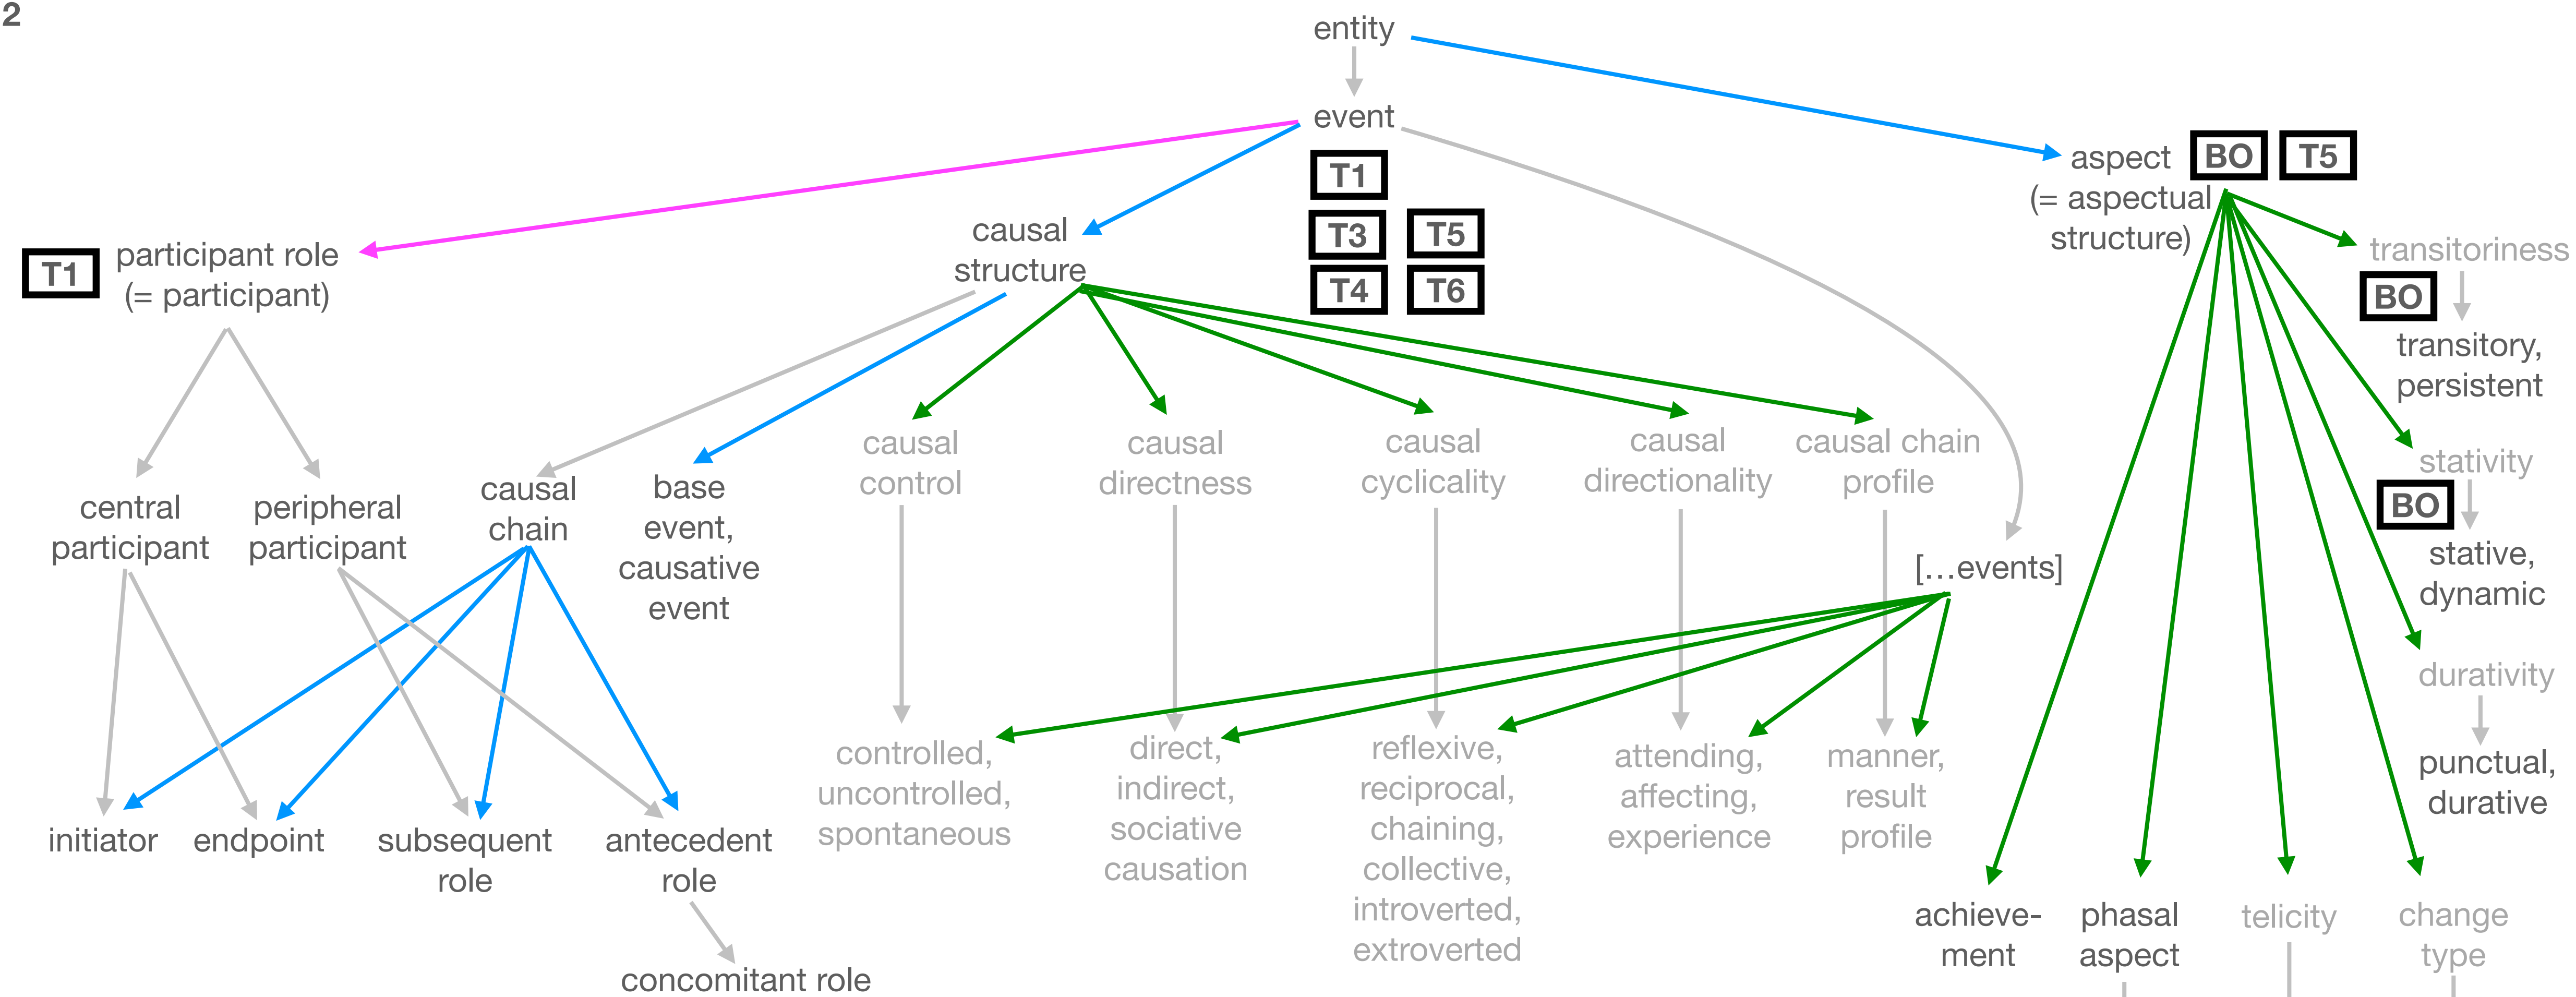 2
entity
event
T1
T3 T5
T4 T6
aspect
(= aspectual
structure)
BO T5
participant role
(= participant)
T1
causal
structure
transitoriness
BO
transitory,
persistent
central
participant
peripheral
participant
causal
chain
base
event,
causative
event
causal
control
causal
directness
causal
cyclicality
causal
directionality
causal chain
profile
stativity
BO
stative,
dynamic
[...events]
durativity
punctual,
durative
initiator
endpoint
subsequent
role
antecedent
role
concomitant role
controlled,
uncontrolled,
spontaneous
direct,
indirect,
sociative
causation
reflexive,
reciprocal,
chaining,
collective,
introverted,
extroverted
attending,
affecting,
experience
manner,
result
profile
achieve-
ment
phasal
aspect
telicity
change
type